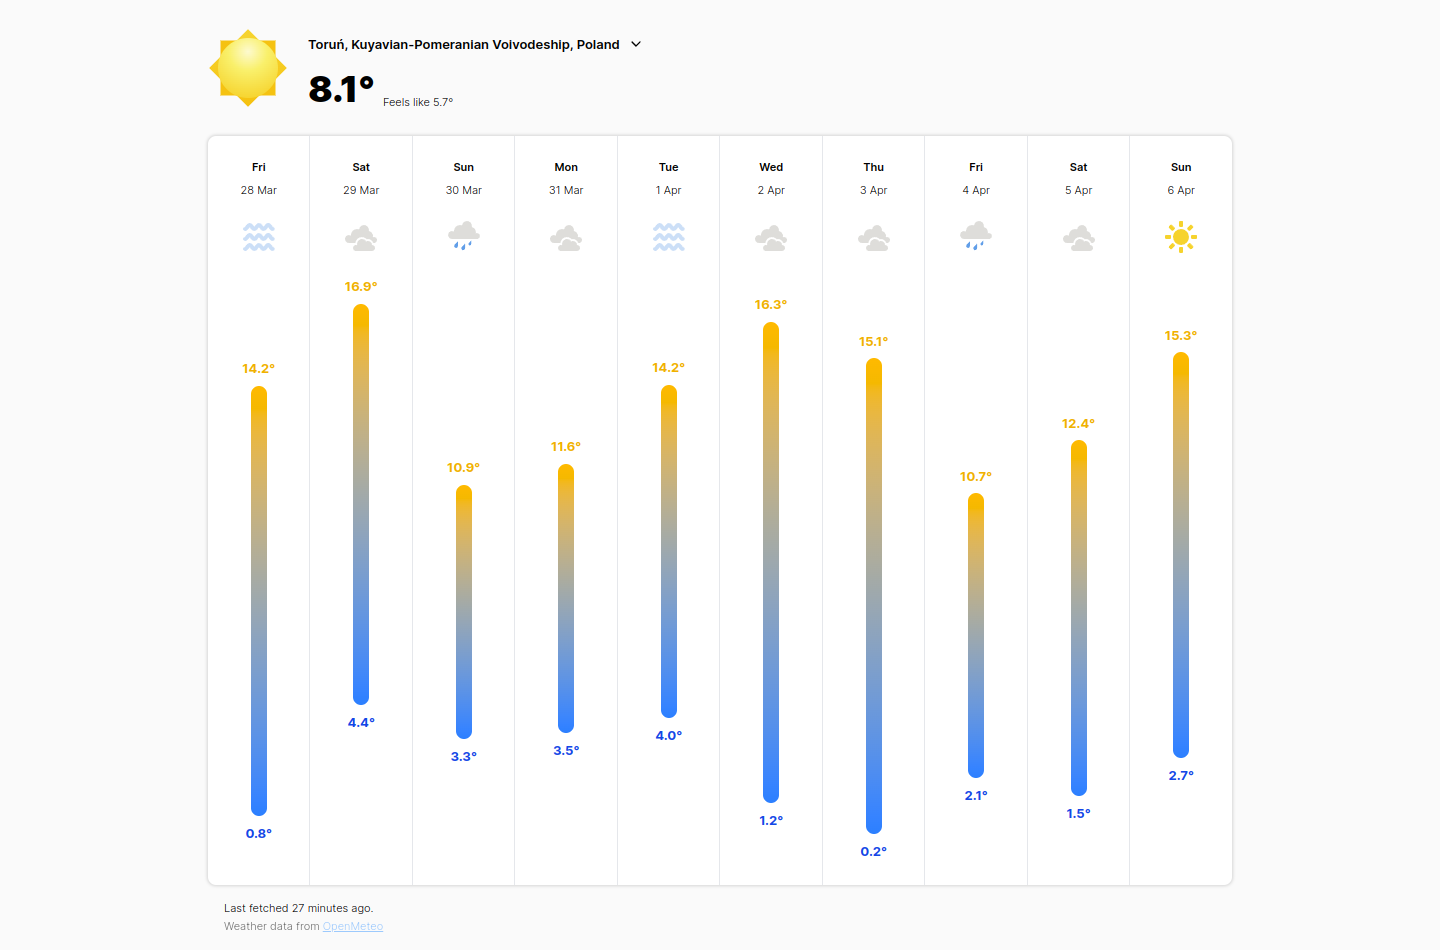 Toruń, Kuyavian-Pomeranian Voivodeship, Poland
8.1° Feels like 5.7°
Fri
28 Mar
14.2°
0.8°
Sat
29 Mar
16.9°
4.4°
Sun
30 Mar
10.9°
3.3°
Mon
31 Mar
11.6°
3.5°
Tue
1 Apr
14.2°
4.0°
Wed
2 Apr
16.3°
1.2°
Thu
3 Apr
15.1°
0.2°
Fri
4 Apr
10.7°
2.1°
Sat
5 Apr
12.4°
1.5°
Sun
6 Apr
15.3°
2.7°
Last fetched 27 minutes ago.
Weather data from OpenMeteo